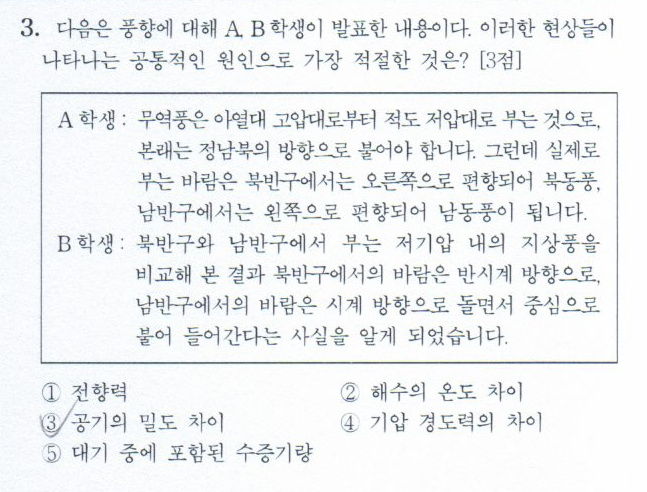 3. 다음은 풍향에 대해 A, B 학생이 발표한 내용이다. 이러한 현상들이
나타나는 공통적인 원인으로 가장 적절한 것은? [3점]
A 학생 : 무역풍은 아열대 고압대로부터 적도 저압대로 부는 것으로,
본래는 정남북의 방향으로 불어야 합니다. 그런데 실제로
부는 바람은 북반구에서는 오른쪽으로 편향되어 북동풍,
남반구에서는 왼쪽으로 편향되어 남동풍이 됩니다.
B 학생 : 북반구와 남반구에서 부는 저기압 내의 지상풍을
비교해 본 결과 북반구에서의 바람은 반시계 방향으로,
남반구에서의 바람은 시계 방향으로 돌면서 중심으로
불어 들어간다는 사실을 알게 되었습니다.
① 전향력 ② 해수의 온도 차이
③ 공기의 밀도 차이 ④ 기압 경도력의 차이
⑤ 대기 중에 포함된 수증기량